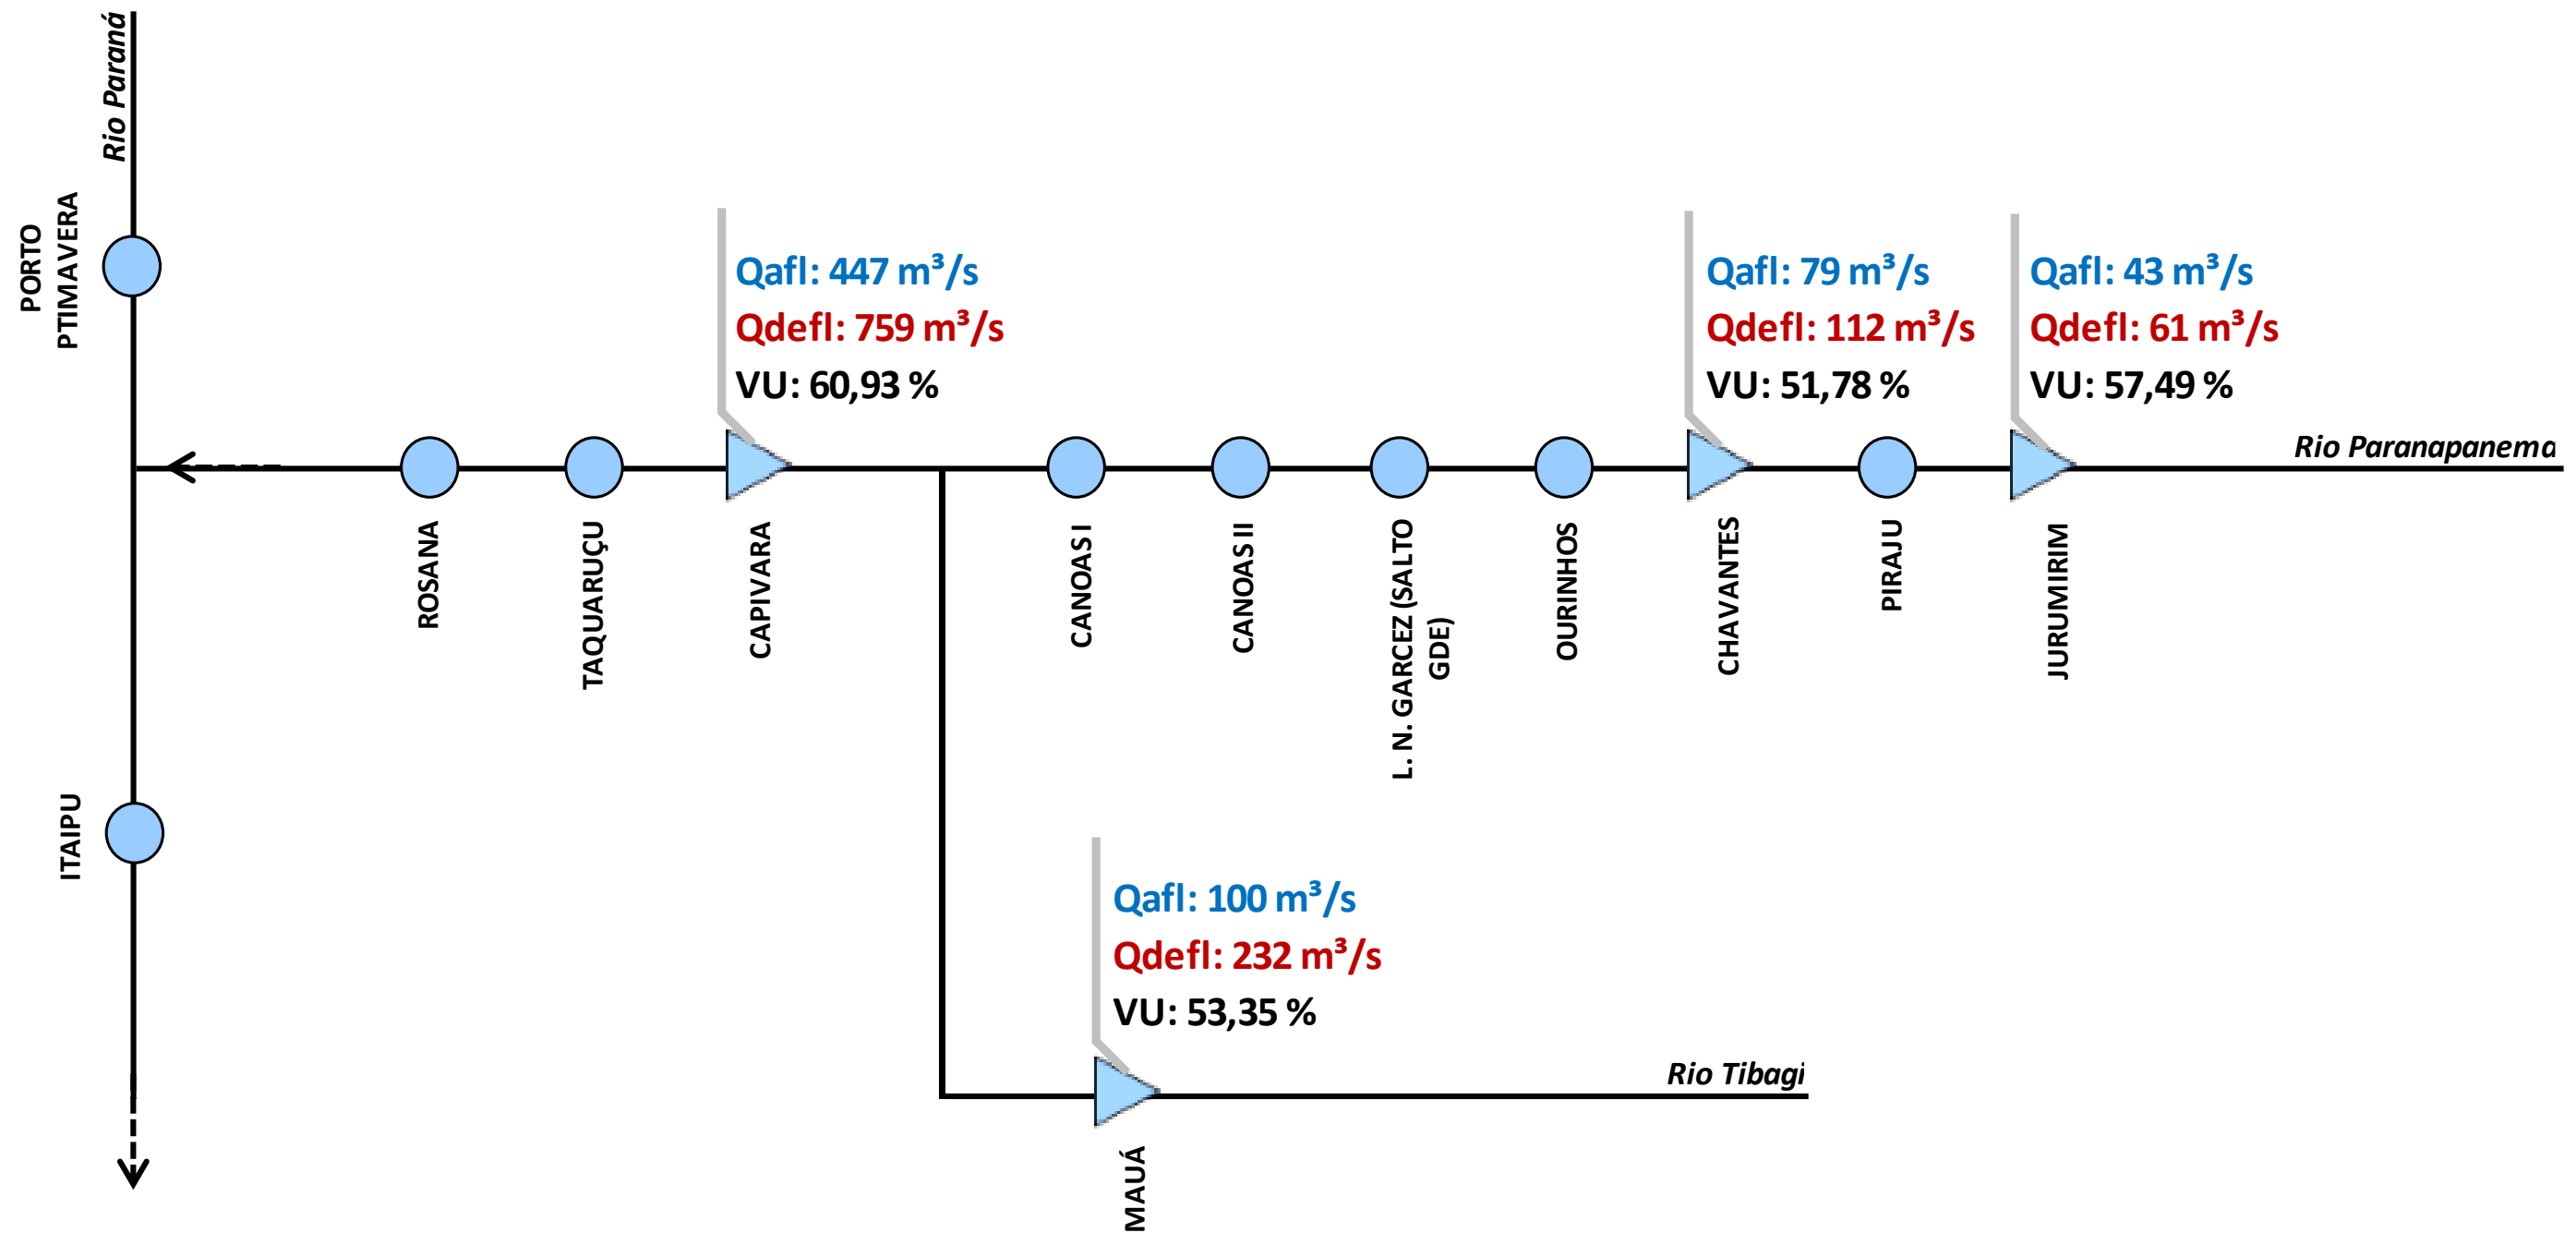 Rio Paraná
PORTO
PTIMAVERA
Qafl: 447 m³/s
Qdefl: 759 m³/s
VU: 60,93 %
Qafl: 79 m³/s
Qdefl: 112 m³/s
VU: 51,78 %
Qafl: 43 m³/s
Qdefl: 61 m³/s
VU: 57,49 %
Rio Paranapanema
ROSANA
TAQUARUÇU
CAPIVARA
CANOAS I
CANOAS II
L. N. GARCEZ (SALTO
GDE)
OURINHOS
CHAVANTES
PIRAJU
JURUMIRIM
ITAIPU
Qafl: 100 m³/s
Qdefl: 232 m³/s
VU: 53,35 %
Rio Tibagi
MAUÁ